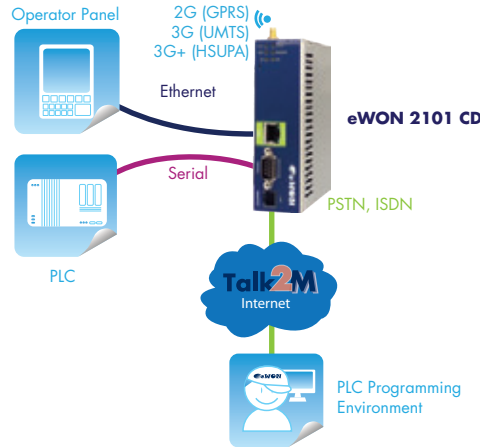 Operator Panel
2G (GPRS)
3G (UMTS)
3G+ (HSUPA)
Ethernet
eWON 2101 CD
Serial
PLC
eWON
PSTN, ISDN
Talk2M
Internet
eWON
PLC Programming
Environment